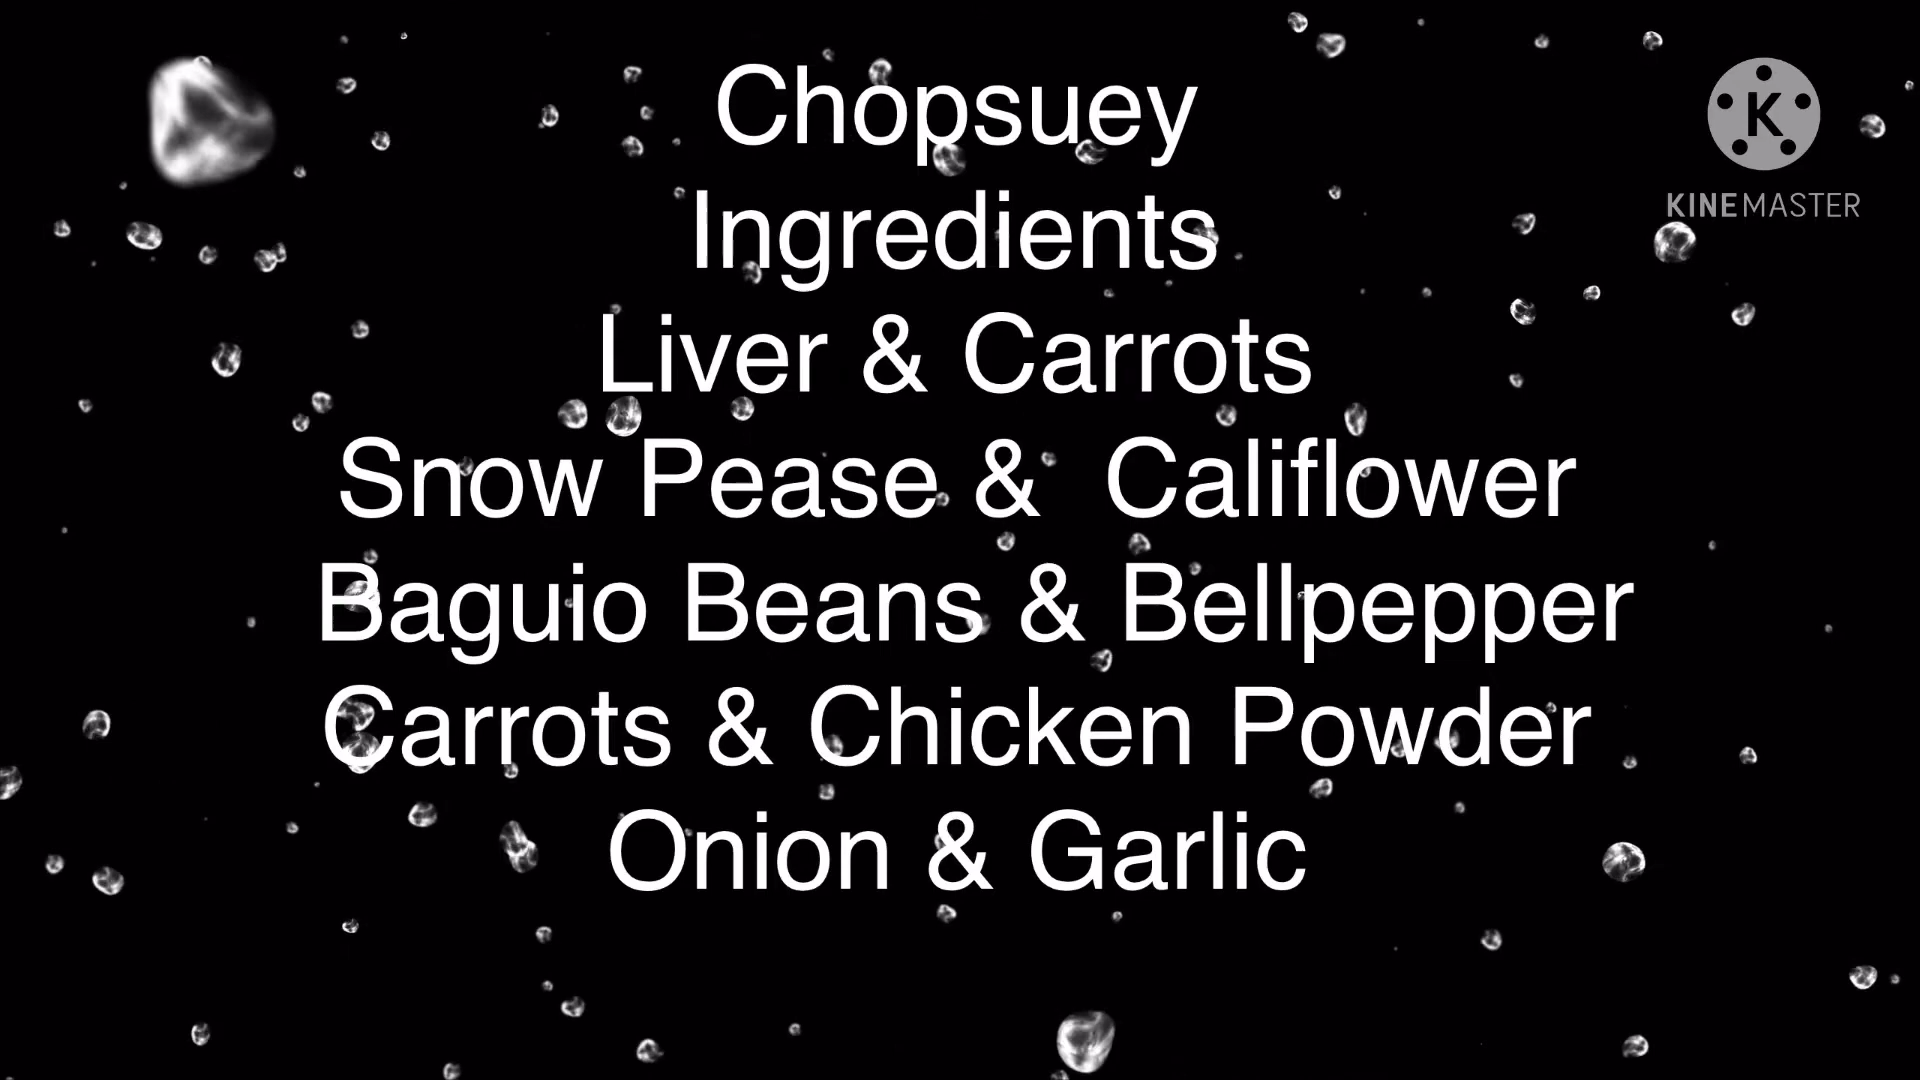 Chopsuey
Ingredients
Liver & Carrots
Snow Pease & Califlower
Baguio Beans & Bellpepper
Carrots & Chicken Powder
Onion & Garlic
K
KINEMASTER